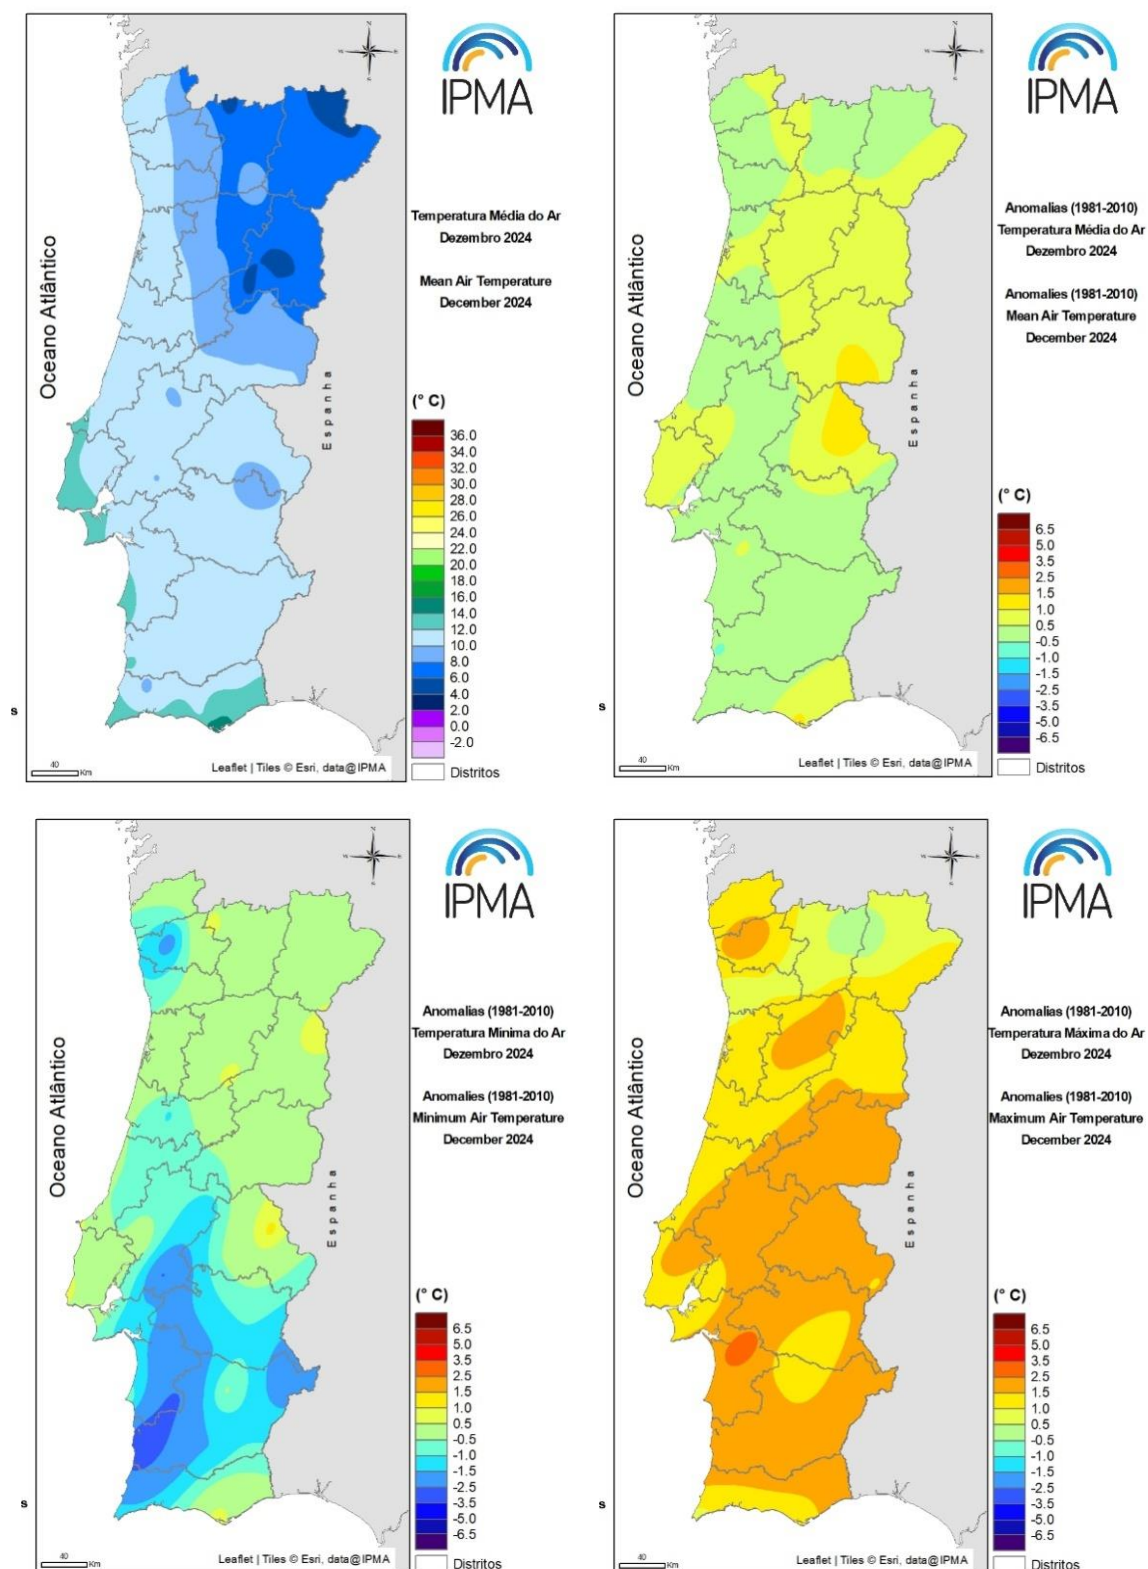 IPMA
Temperatura Média do Ar
Dezembro 2024
Mean Air Temperature
December 2024
Oceano Atlântico
Espanha
(° C)
36.0
34.0
32.0
30.0
28.0
26.0
24.0
22.0
20.0
18.0
16.0
14.0
12.0
10.0
8.0
6.0
4.0
2.0
0.0
-2.0
Distritos
s
40
Km
Leaflet | Tiles © Esri, data@IPMA
IPMA
Anomalias (1981-2010)
Temperatura Média do Ar
Dezembro 2024
Anomalies (1981-2010)
Mean Air Temperature
December 2024
Oceano Atlântico
Espanha
(° C)
6.5
5.0
3.5
2.5
1.5
1.0
0.5
-0.5
-1.0
-1.5
-2.5
-3.5
-5.0
-6.5
Distritos
s
40
Km
Leaflet | Tiles © Esri, data@IPMA
IPMA
Anomalias (1981-2010)
Temperatura Minima do Ar
Dezembro 2024
Anomalies (1981-2010)
Minimum Air Temperature
December 2024
Oceano Atlântico
Espanha
(° C)
6.5
5.0
3.5
2.5
1.5
1.0
0.5
-0.5
-1.0
-1.5
-2.5
-3.5
-5.0
-6.5
Distritos
s
40
Km
Leaflet | Tiles © Esri, data@IPMA
IPMA
Anomalias (1981-2010)
Temperatura Máxima do Ar
Dezembro 2024
Anomalies (1981-2010)
Maximum Air Temperature
December 2024
Oceano Atlântico
Espanha
(° C)
6.5
5.0
3.5
2.5
1.5
1.0
0.5
-0.5
-1.0
-1.5
-2.5
-3.5
-5.0
-6.5
Distritos
s
40
Km
Leaflet | Tiles © Esri, data@IPMA